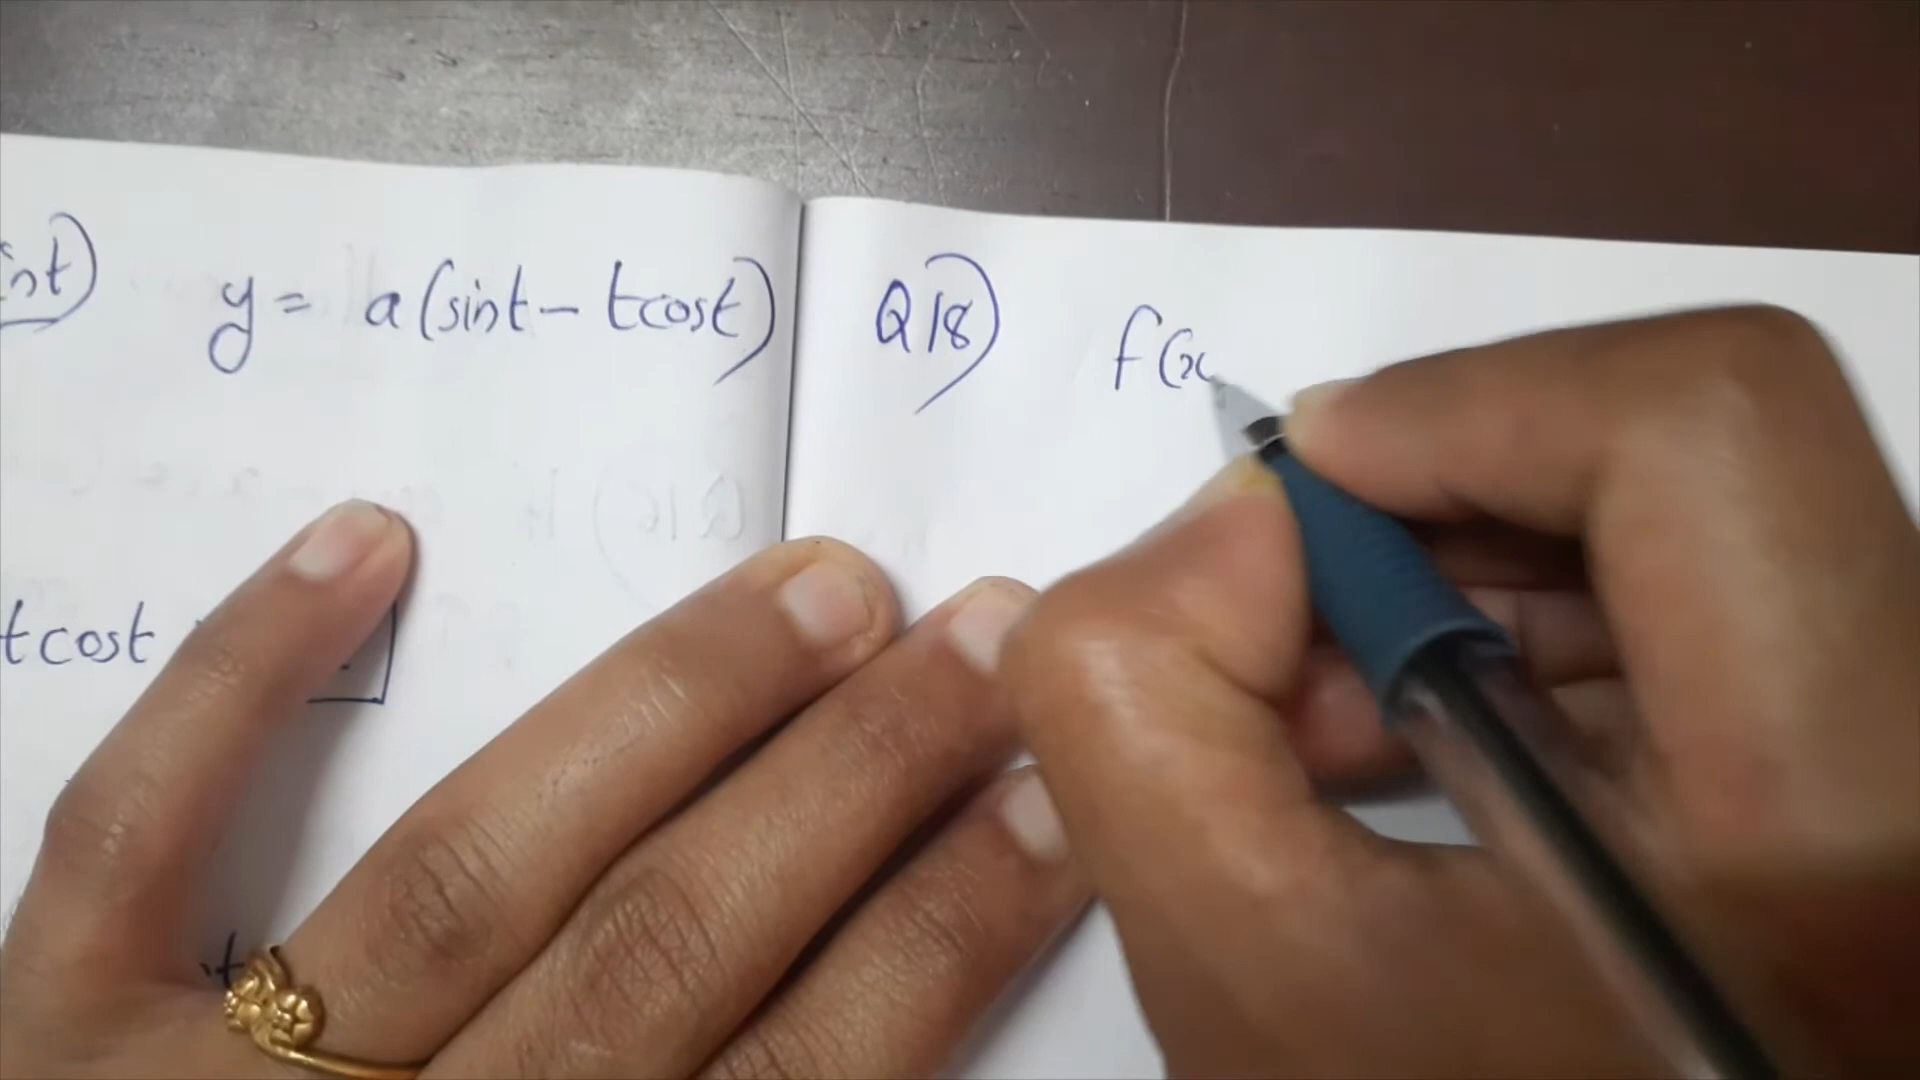 y = a(sint - tcost)
Q18) f(x
tcost